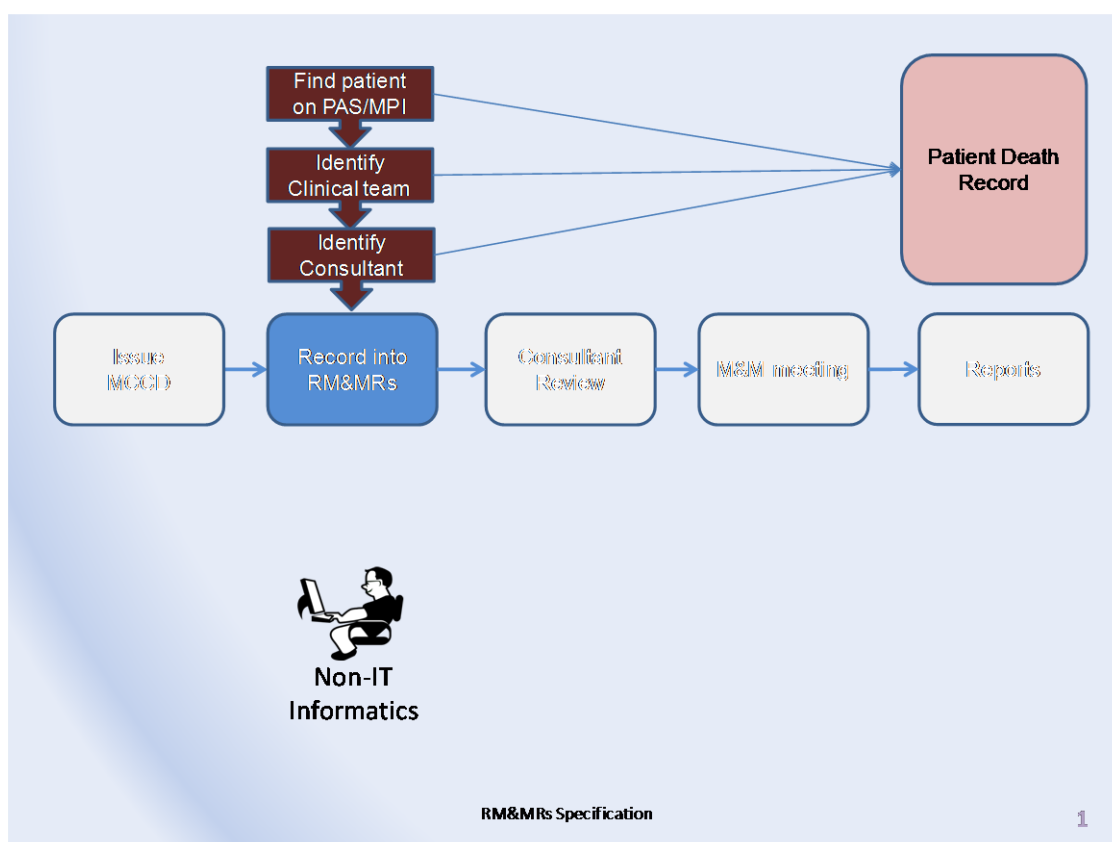 Find patient
on PAS/MPI
Identify
Clinical team
Identify
Consultant
Patient Death
Record
Issue
MCCD
Record into
RM&MRs
Consultant
Review
M&M meeting
Reports
Non-IT
Informatics
RM&MRs Specification
1